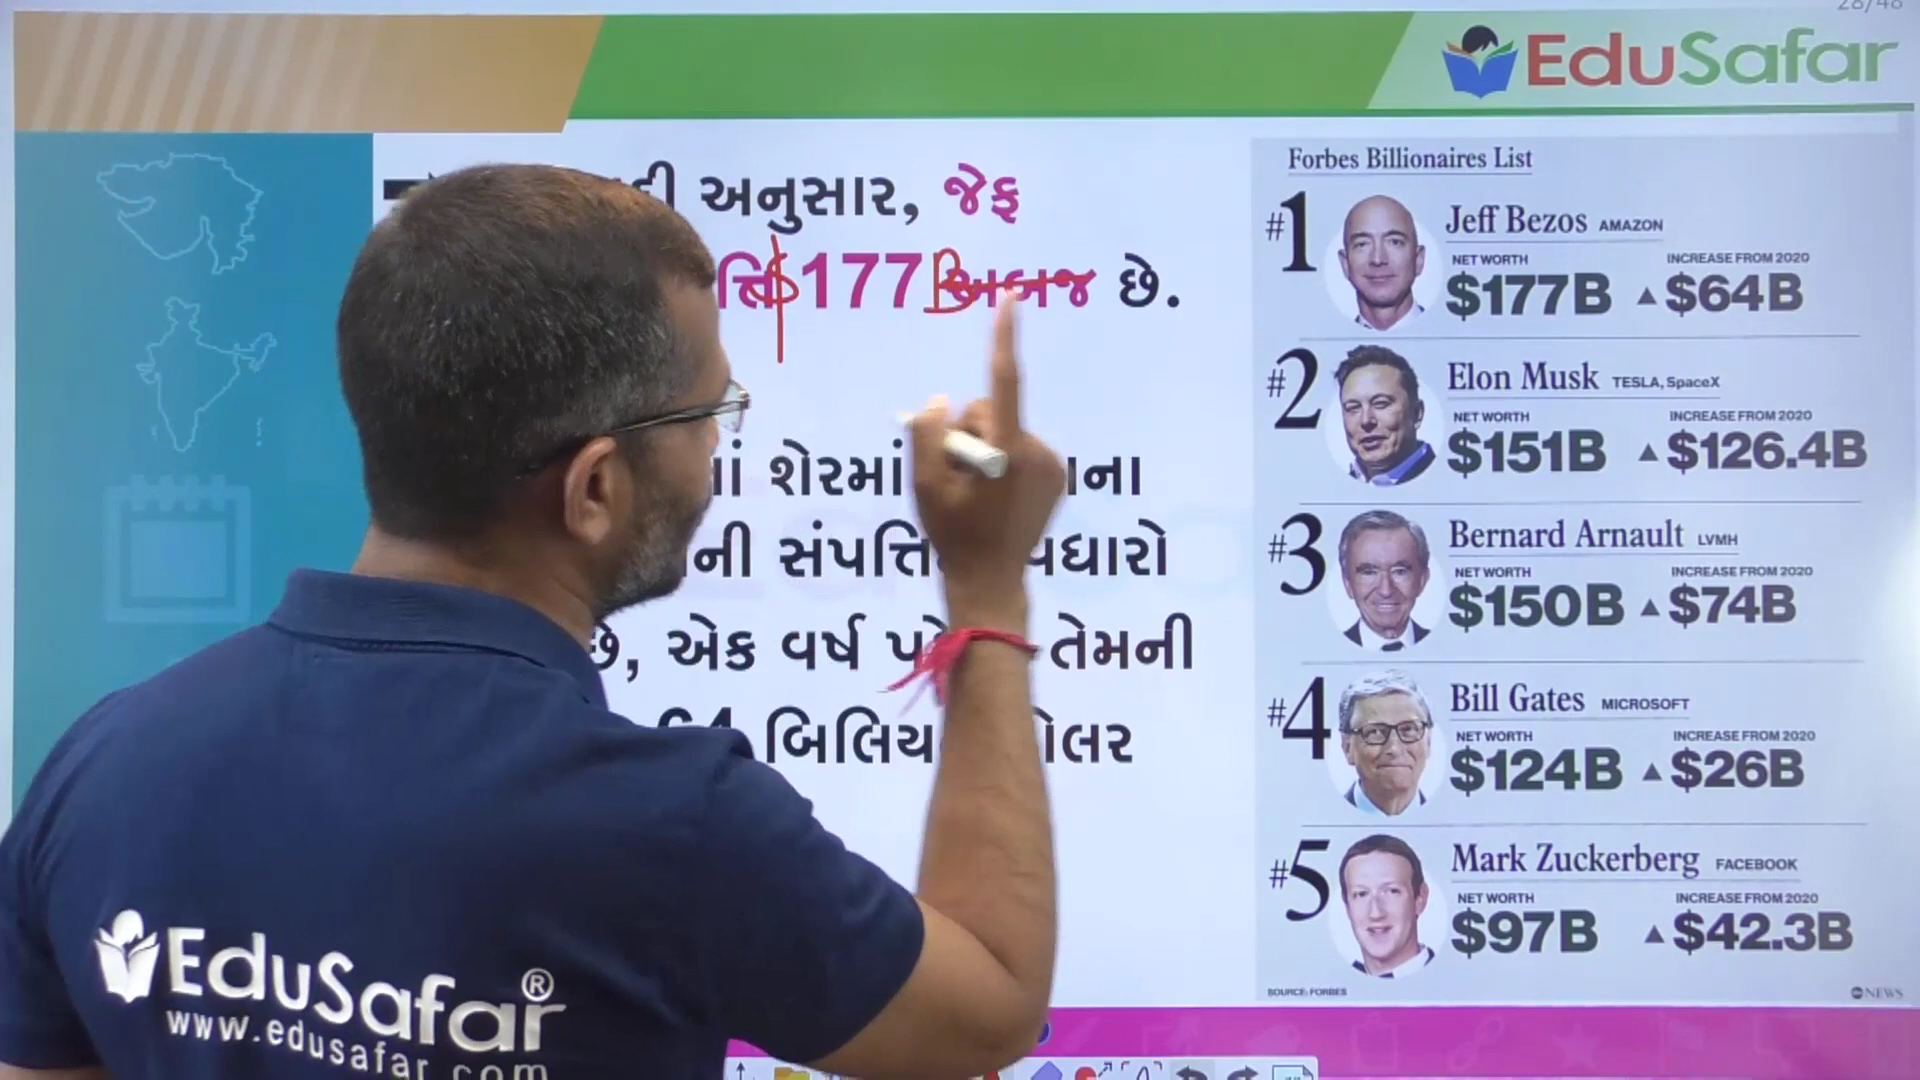 28/48
EduSafar
અનુસાર, જેફ
$ 177 B અબજ છે.
શેરમાં
સંપત્તિ વધારો
છે, એક વર્ષ તેમની
64
Forbes Billionaires List
#1 Jeff Bezos AMAZON
NET WORTH INCREASE FROM 2020
$177B ▲$64B
#2 Elon Musk TESLA, SpaceX
NET WORTH INCREASE FROM 2020
$151B ▲$126.4B
#3 Bernard Arnault LVMH
NET WORTH INCREASE FROM 2020
$150B ▲$74B
#4 Bill Gates MICROSOFT
NET WORTH INCREASE FROM 2020
$124B ▲$26B
#5 Mark Zuckerberg FACEBOOK
NET WORTH INCREASE FROM 2020
$97B ▲$42.3B
SOURCE: FORBES
abc NEWS
EduSafar®
www.edusafar.com